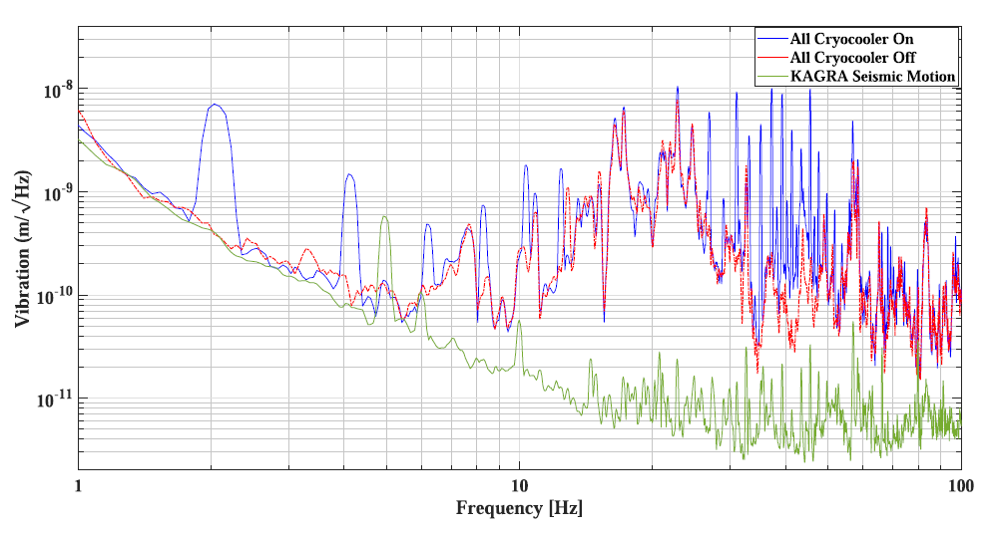 All Cryocooler On
All Cryocooler Off
KAGRA Seismic Motion
Vibration (m/√Hz)
10-8
10-9
10-10
10-11
1
10
100
Frequency [Hz]